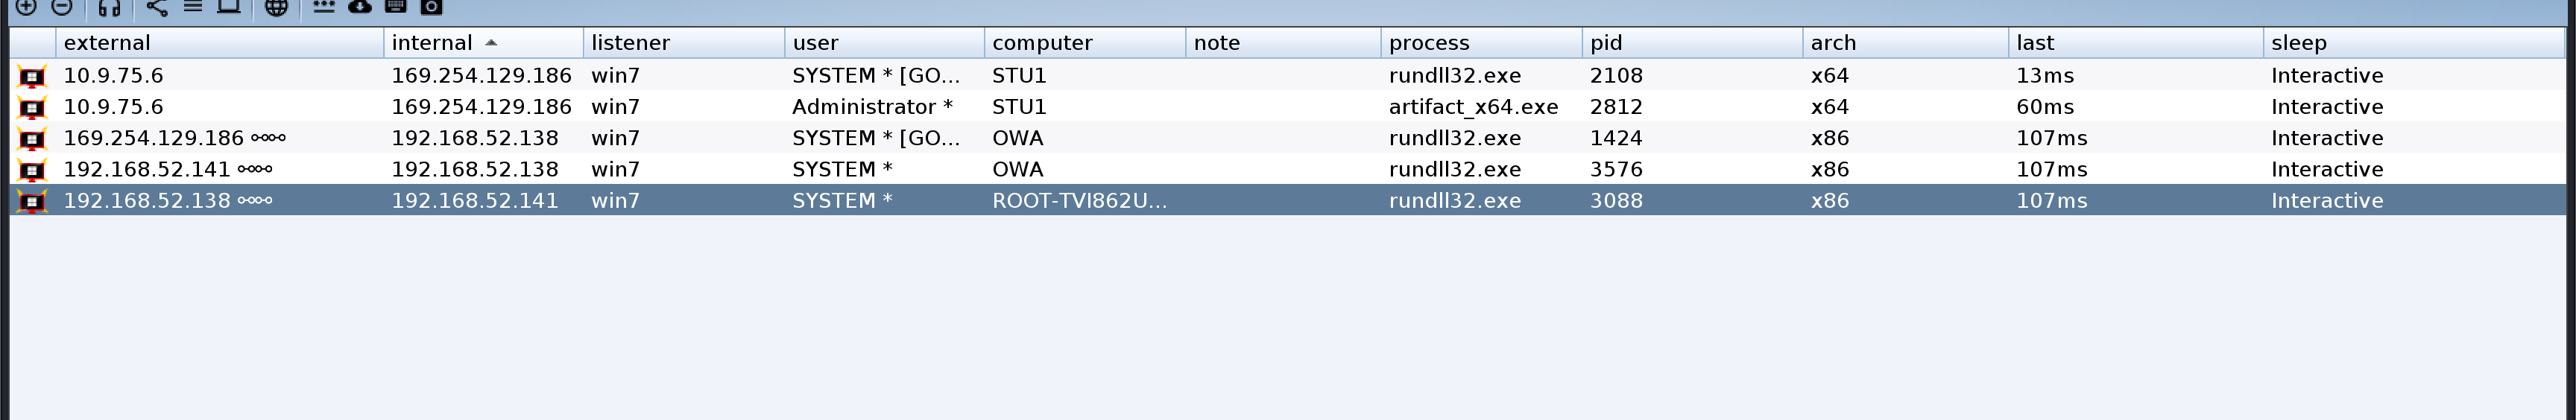 external internal listener user computer note process pid arch last sleep
10.9.75.6 169.254.129.186 win7 SYSTEM * [GO... STU1 rundll32.exe 2108 x64 13ms Interactive
10.9.75.6 169.254.129.186 win7 Administrator * STU1 artifact_x64.exe 2812 x64 60ms Interactive
169.254.129.186 192.168.52.138 win7 SYSTEM * [GO... OWA rundll32.exe 1424 x86 107ms Interactive
192.168.52.141 192.168.52.138 win7 SYSTEM * OWA rundll32.exe 3576 x86 107ms Interactive
192.168.52.138 192.168.52.141 win7 SYSTEM * ROOT-TVI862U... rundll32.exe 3088 x86 107ms Interactive